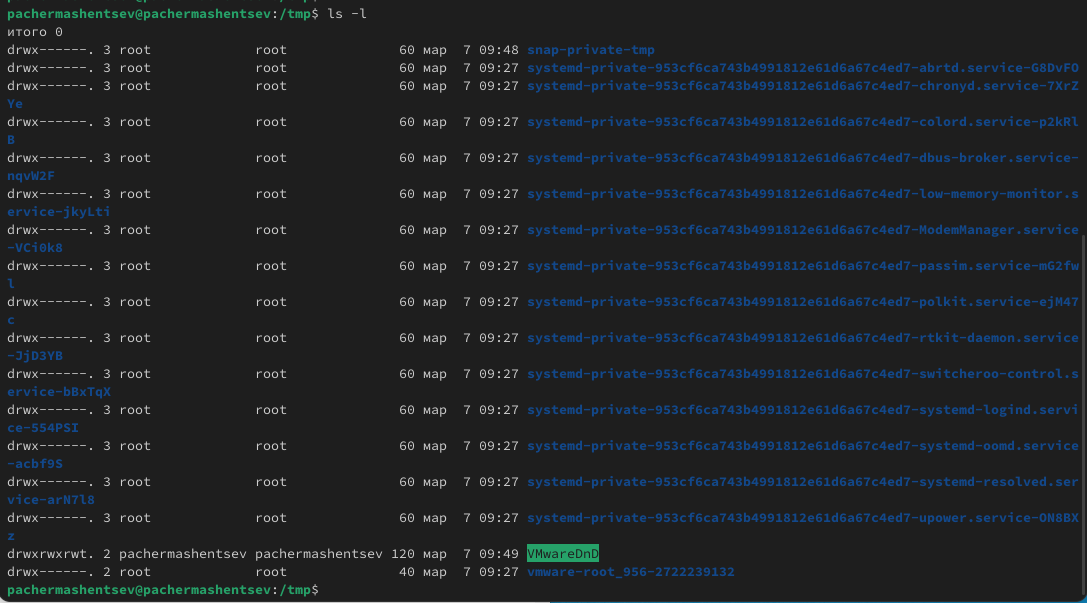 pachermashentsev@pachermashentsev:/tmp$ ls -l
итого 0
drwx------. 3 root             root              60 мар  7 09:48 snap-private-tmp
drwx------. 3 root             root              60 мар  7 09:27 systemd-private-953cf6ca743b4991812e61d6a67c4ed7-abrtd.service-G8DvFO
drwx------. 3 root             root              60 мар  7 09:27 systemd-private-953cf6ca743b4991812e61d6a67c4ed7-chronyd.service-7XrZ
Ye
drwx------. 3 root             root              60 мар  7 09:27 systemd-private-953cf6ca743b4991812e61d6a67c4ed7-colord.service-p2kRl
B
drwx------. 3 root             root              60 мар  7 09:27 systemd-private-953cf6ca743b4991812e61d6a67c4ed7-dbus-broker.service-
nqvW2F
drwx------. 3 root             root              60 мар  7 09:27 systemd-private-953cf6ca743b4991812e61d6a67c4ed7-low-memory-monitor.s
ervice-jkyLti
drwx------. 3 root             root              60 мар  7 09:27 systemd-private-953cf6ca743b4991812e61d6a67c4ed7-ModemManager.service
-VCi0k8
drwx------. 3 root             root              60 мар  7 09:27 systemd-private-953cf6ca743b4991812e61d6a67c4ed7-passim.service-mG2fw
l
drwx------. 3 root             root              60 мар  7 09:27 systemd-private-953cf6ca743b4991812e61d6a67c4ed7-polkit.service-ejM47
c
drwx------. 3 root             root              60 мар  7 09:27 systemd-private-953cf6ca743b4991812e61d6a67c4ed7-rtkit-daemon.service
-JjD3YB
drwx------. 3 root             root              60 мар  7 09:27 systemd-private-953cf6ca743b4991812e61d6a67c4ed7-switcheroo-control.s
ervice-bBxTqX
drwx------. 3 root             root              60 мар  7 09:27 systemd-private-953cf6ca743b4991812e61d6a67c4ed7-systemd-logind.servi
ce-554PSI
drwx------. 3 root             root              60 мар  7 09:27 systemd-private-953cf6ca743b4991812e61d6a67c4ed7-systemd-oomd.service
-acbf9S
drwx------. 3 root             root              60 мар  7 09:27 systemd-private-953cf6ca743b4991812e61d6a67c4ed7-systemd-resolved.ser
vice-arN7l8
drwx------. 3 root             root              60 мар  7 09:27 systemd-private-953cf6ca743b4991812e61d6a67c4ed7-upower.service-ON8BX
z
drwxrwxrwt. 2 pachermashentsev pachermashentsev 120 мар  7 09:49 VMwareDnD
drwx------. 2 root             root              40 мар  7 09:27 vmware-root_956-2722239132
pachermashentsev@pachermashentsev:/tmp$